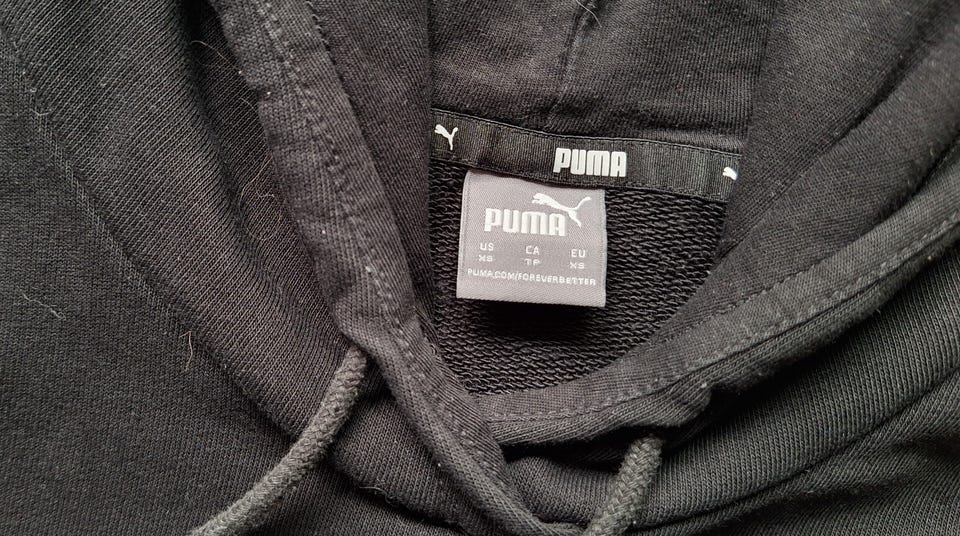 PUMA
PUMA
US CA EU
XS TP XS
PUMA.COM/FOREVERBETTER